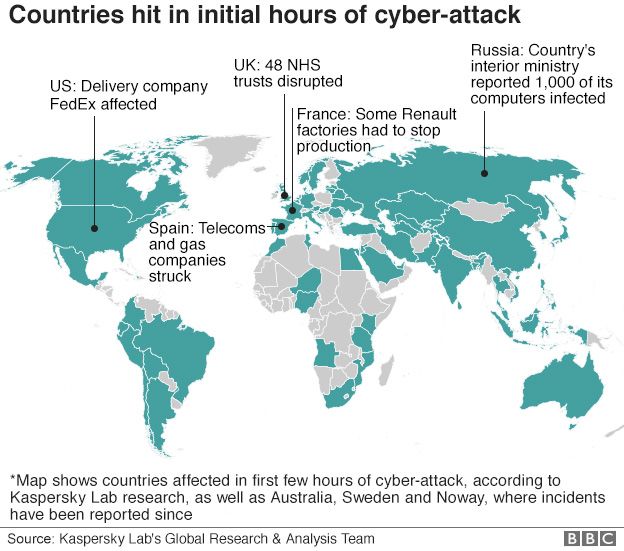 Countries hit in initial hours of cyber-attack
US: Delivery company
FedEx affected
UK: 48 NHS
trusts disrupted
Russia: Country's
interior ministry
reported 1,000 of its
computers infected
France: Some Renault
factories had to stop
production
Spain: Telecoms
and gas
companies
struck
*Map shows countries affected in first few hours of cyber-attack, according to
Kaspersky Lab research, as well as Australia, Sweden and Noway, where incidents
have been reported since
Source: Kaspersky Lab's Global Research & Analysis Team
BBC